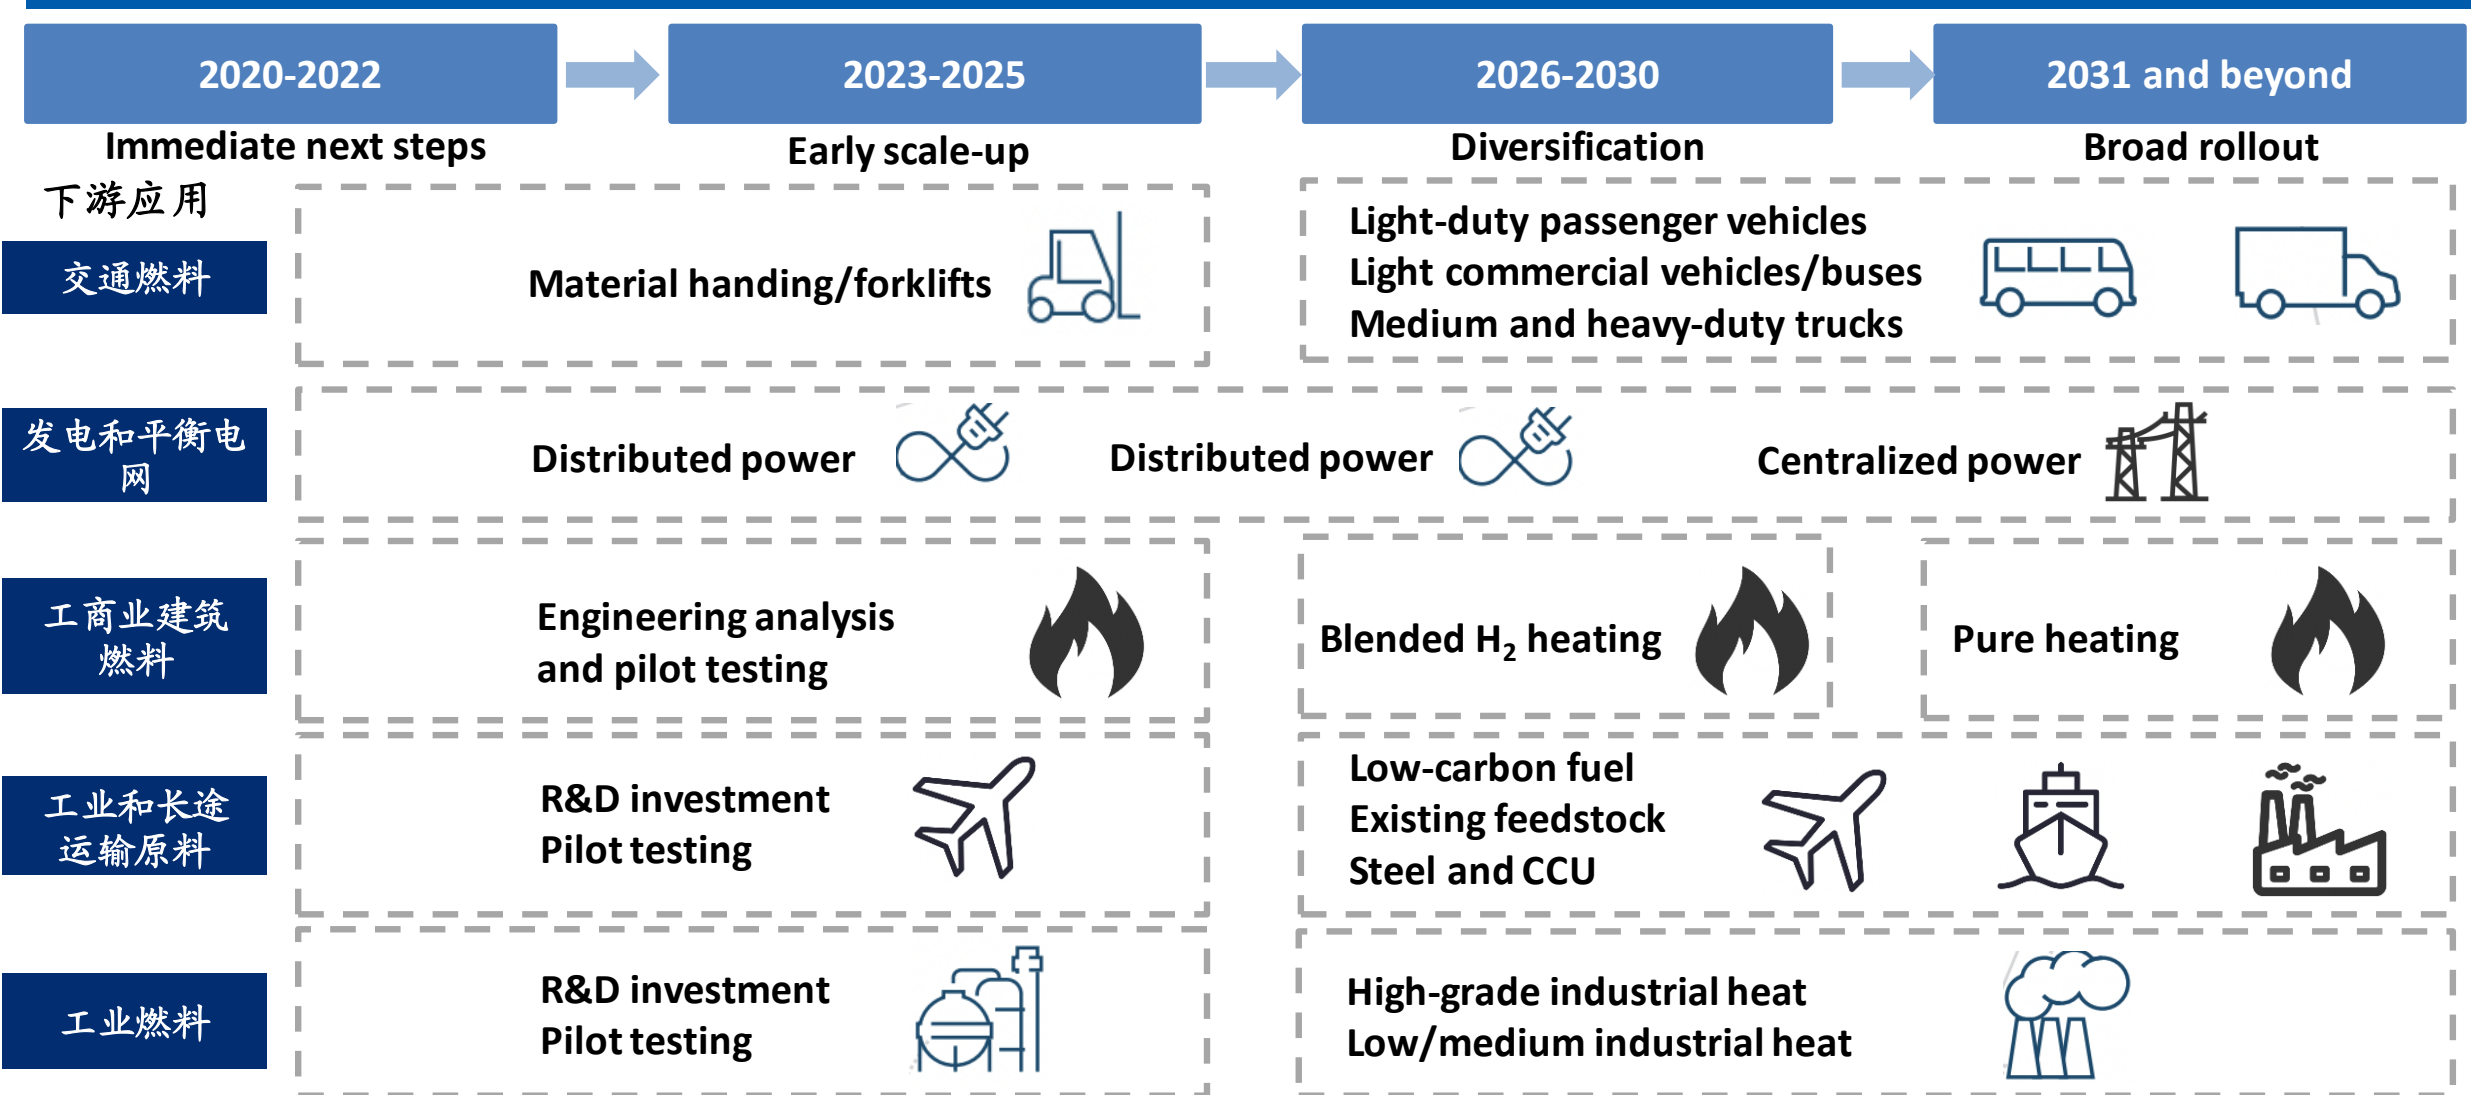 2020-2022
2023-2025
2026-2030
2031 and beyond
Immediate next steps
Early scale-up
Diversification
Broad rollout
下游应用
交通燃料
Material handing/forklifts
Light-duty passenger vehicles
Light commercial vehicles/buses
Medium and heavy-duty trucks
发电和平衡电
网
Distributed power
Distributed power
Centralized power
工商业建筑
燃料
Engineering analysis
and pilot testing
Blended H₂ heating
Pure heating
工业和长途
运输原料
R&D investment
Pilot testing
Low-carbon fuel
Existing feedstock
Steel and CCU
工业燃料
R&D investment
Pilot testing
High-grade industrial heat
Low/medium industrial heat